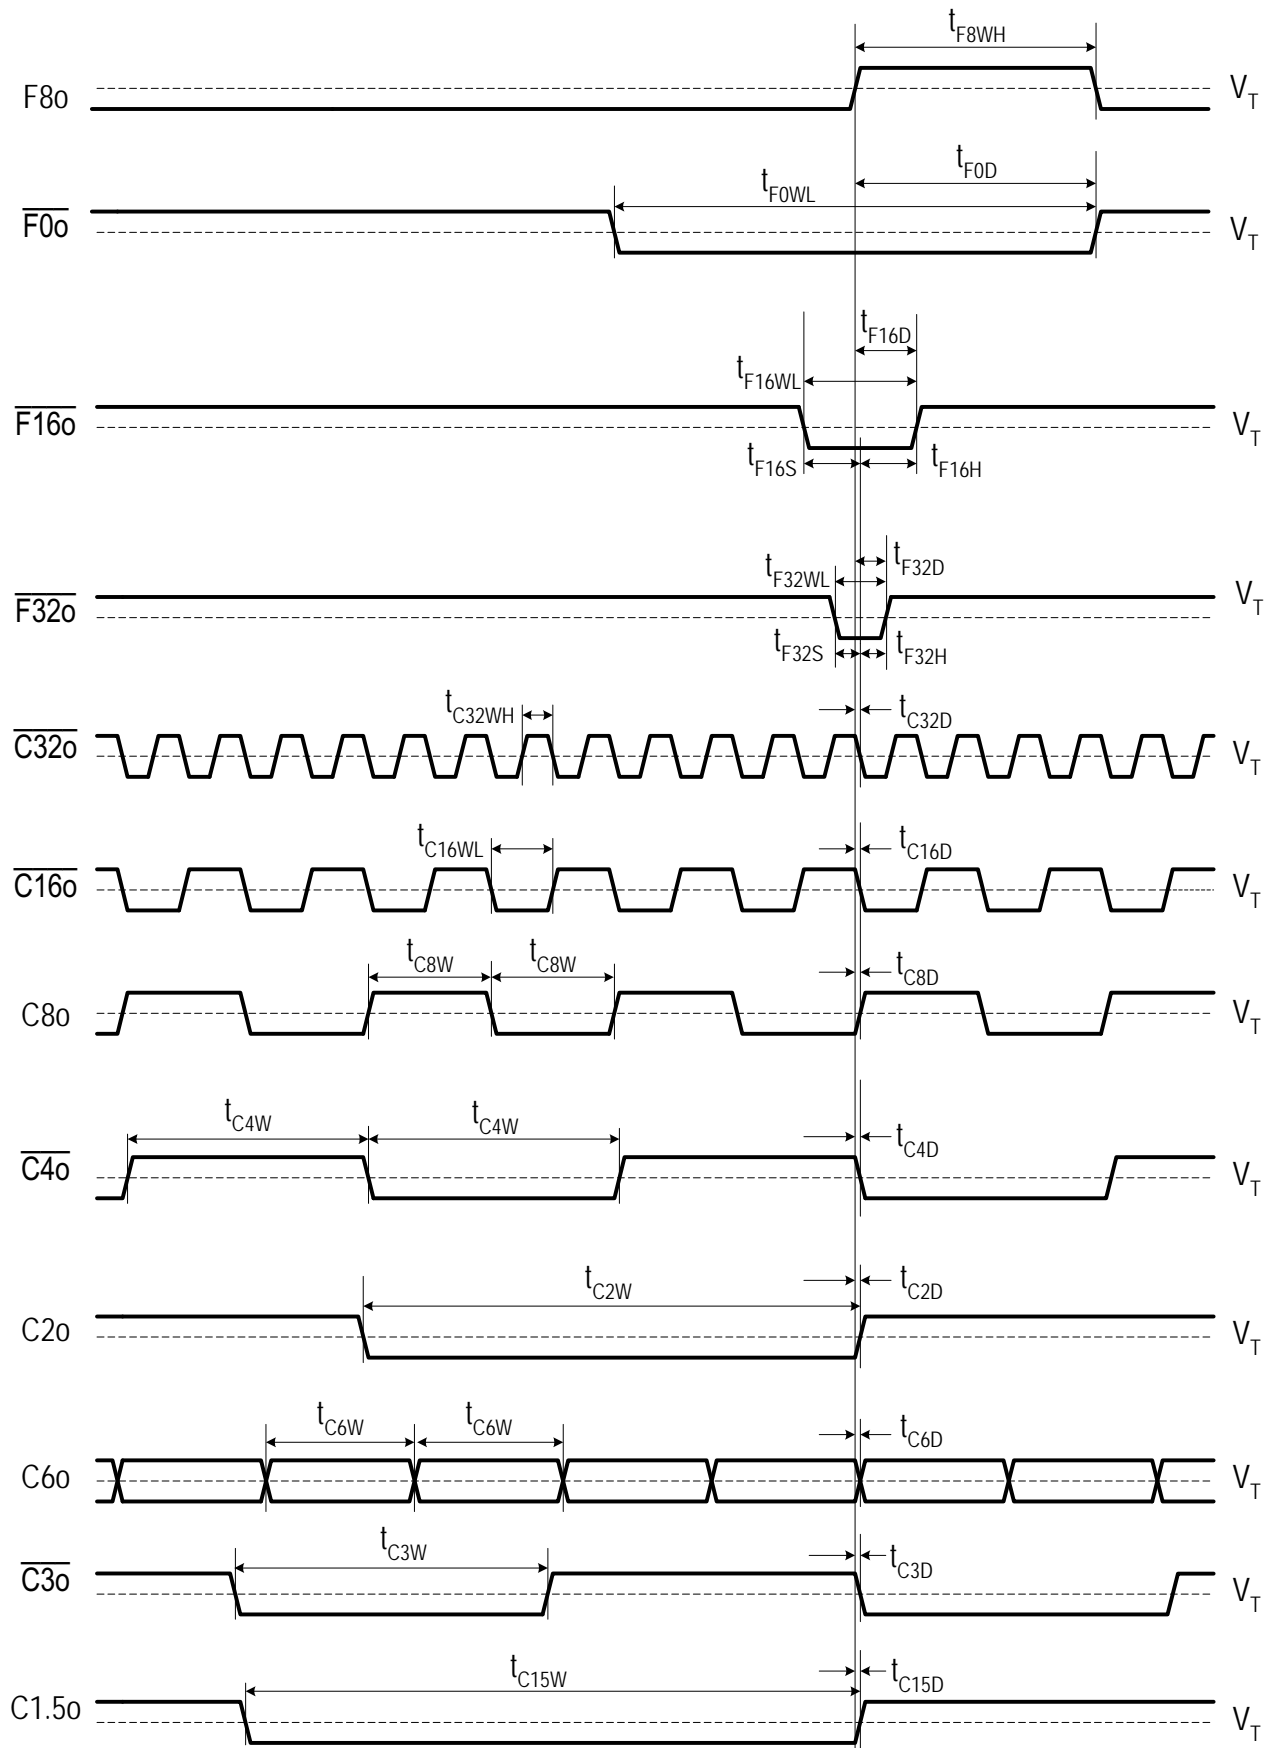 tF8WH
F8o VT
tF0D
tF0WL
F0o VT
tF16D
tF16WL
F16o VT
tF16S tF16H
tF32D
tF32WL
F32o VT
tF32S tF32H
tC32WH tC32D
C32o VT
tC16WL tC16D
C16o VT
tC8W tC8W tC8D
C8o VT
tC4W tC4W tC4D
C4o VT
tC2W tC2D
C2o VT
tC6W tC6W tC6D
C6o VT
tC3W tC3D
C3o VT
tC15W tC15D
C1.5o VT